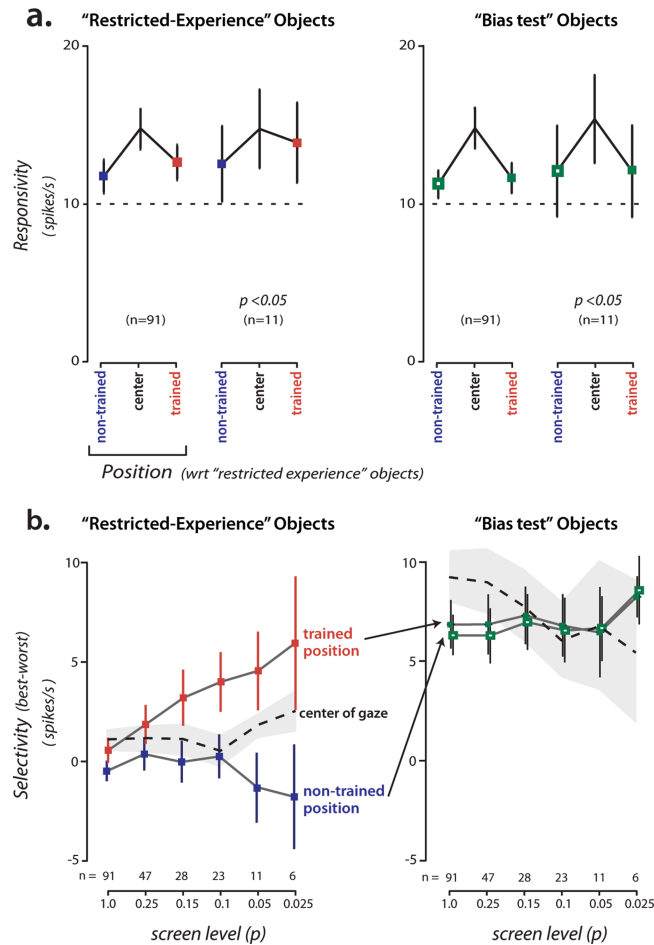 a.
“Restricted-Experience” Objects
“Bias test” Objects
Responsivity
( spikes/s )
20
10
0
20
10
0
(n=91)
p <0.05
(n=11)
(n=91)
p <0.05
(n=11)
non-trained
center
trained
non-trained
center
trained
non-trained
center
trained
non-trained
center
trained
Position (wrt “restricted experience” objects)
b.
“Restricted-Experience” Objects
“Bias test” Objects
Selectivity (best-worst)
( spikes/s )
10
5
0
-5
trained
position
center of gaze
non-trained
position
10
5
0
-5
n = 91 47 28 23 11 6
1.0 0.25 0.15 0.1 0.05 0.025
screen level (p)
n = 91 47 28 23 11 6
1.0 0.25 0.15 0.1 0.05 0.025
screen level (p)